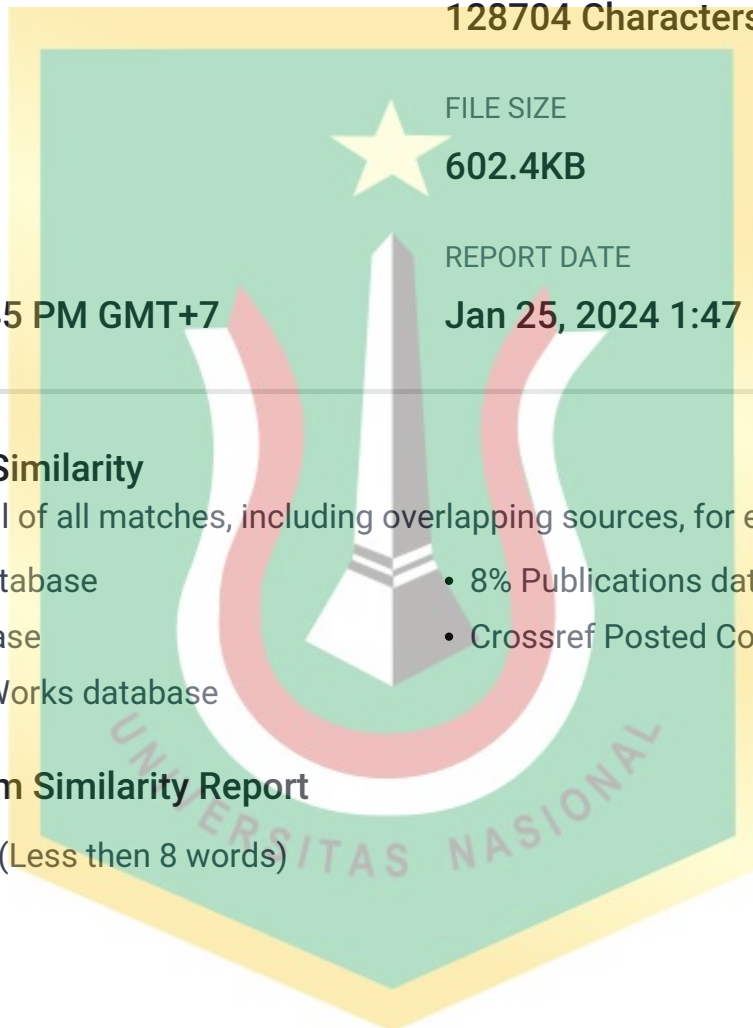 128704 Characters
FILE SIZE
602.4KB
REPORT DATE
5 PM GMT+7
Jan 25, 2024 1:47
Similarity
l of all matches, including overlapping sources, for e
tabase
• 8% Publications dat
ase
• Crossref Posted Co
Works database
m Similarity Report
(Less then 8 words)
UNIVERSITAS NASIONAL